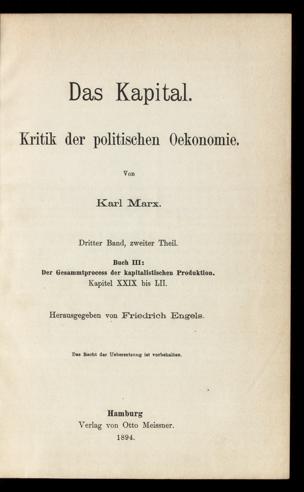 Das Kapital.
Kritik der politischen Oekonomie.
Von
Karl Marx.
Dritter Band, zweiter Theil.
Buch III:
Der Gesammtprocess der kapitalistischen Produktion.
Kapitel XXIX bis LII.
Herausgegeben von Friedrich Engels.
Das Recht der Uebersetzung ist vorbehalten.
Hamburg
Verlag von Otto Meissner.
1894.